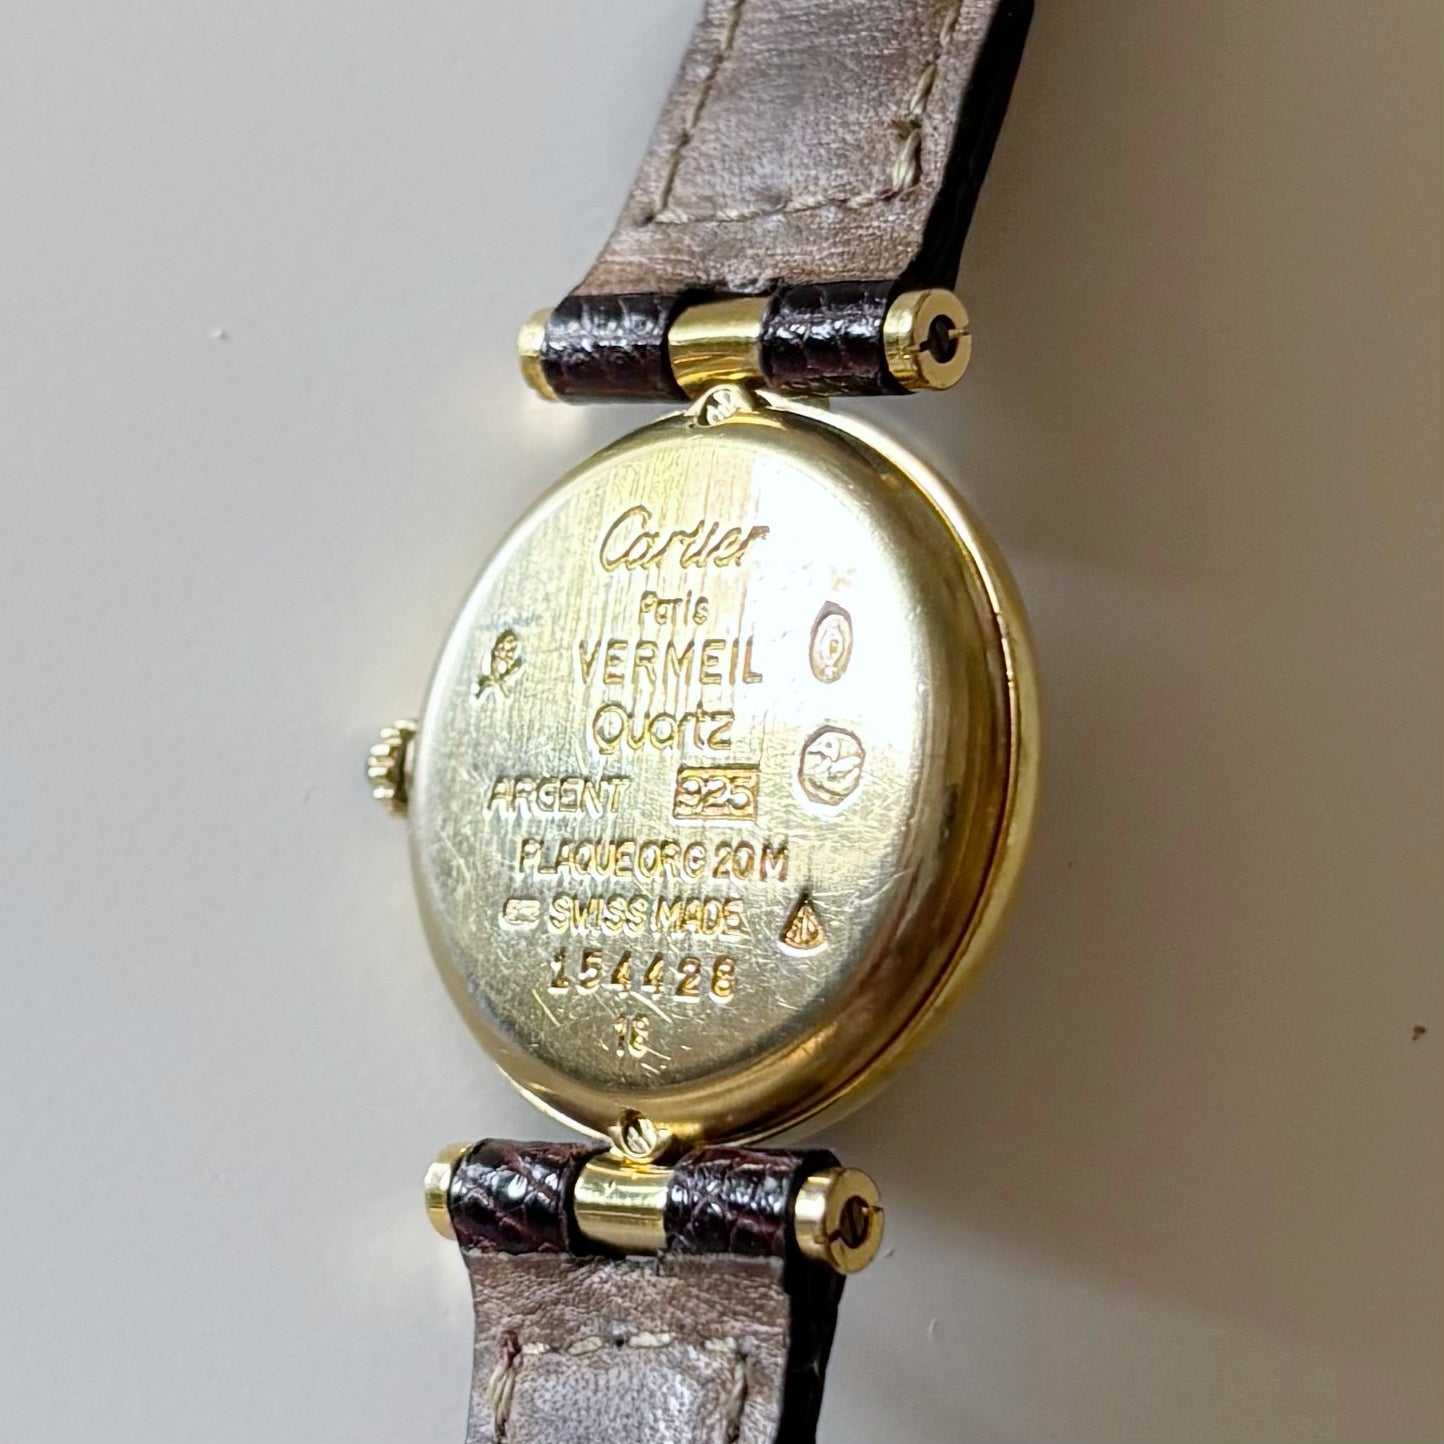 Cartier
Paris
VERMEIL
Quartz
ARGENT 925
PLAQUE OR G 20 M
SWISS MADE
154428
18